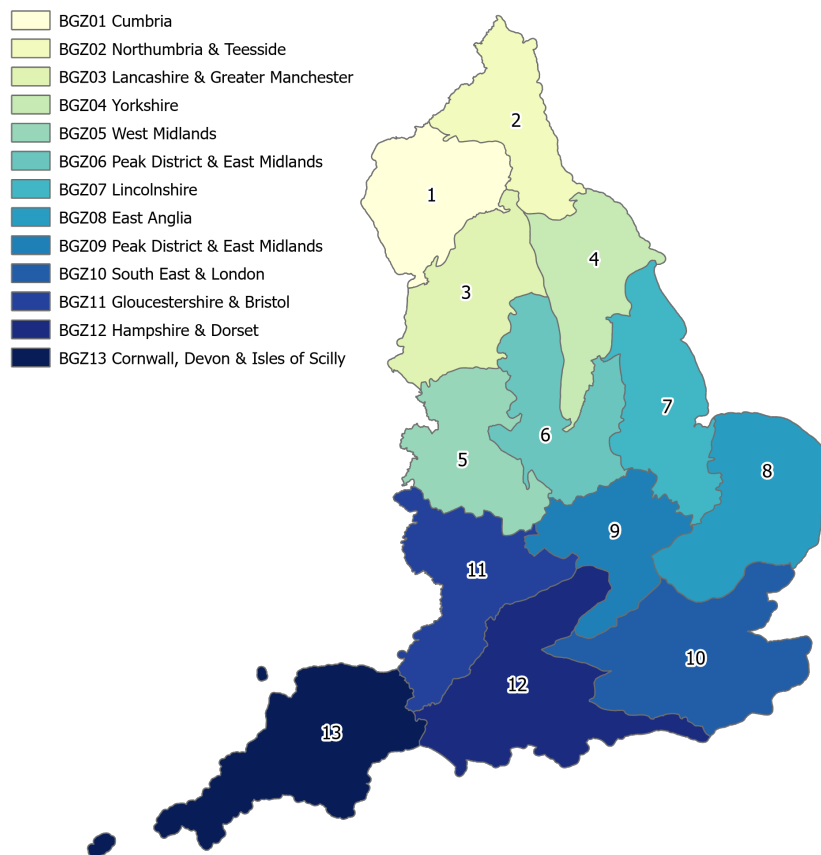 BGZ01 Cumbria
BGZ02 Northumbria & Teesside
BGZ03 Lancashire & Greater Manchester
BGZ04 Yorkshire
BGZ05 West Midlands
BGZ06 Peak District & East Midlands
BGZ07 Lincolnshire
BGZ08 East Anglia
BGZ09 Peak District & East Midlands
BGZ10 South East & London
BGZ11 Gloucestershire & Bristol
BGZ12 Hampshire & Dorset
BGZ13 Cornwall, Devon & Isles of Scilly
2
1
4
3
7
6
5
8
9
11
10
12
13